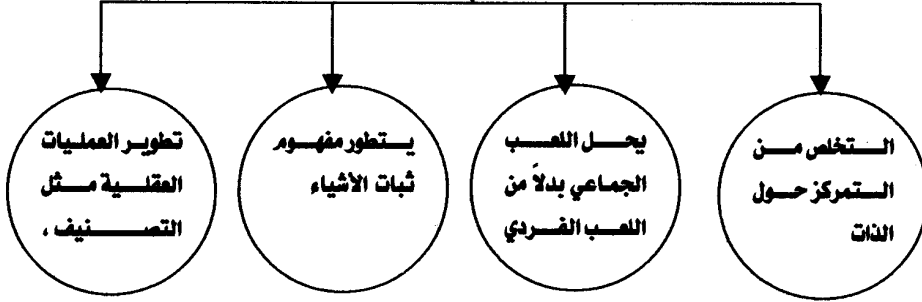 التخلص من
التمركز حول
الذات
يحل اللعب
الجماعي بدلاً من
اللعب الفردي
يتطور مفهوم
ثبات الأشياء
تطوير العمليات
العقلية مثل
التصنيف ،